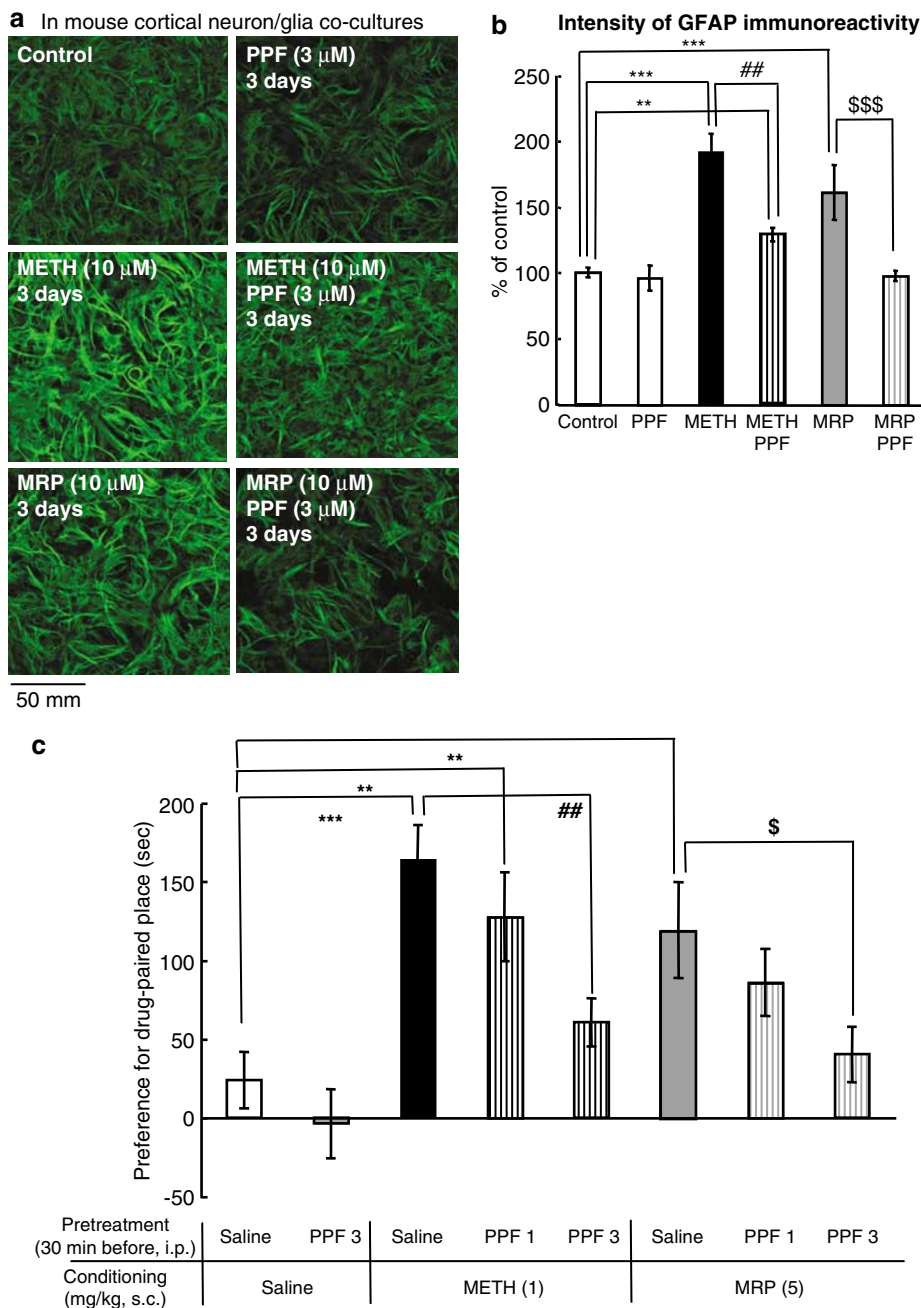 a In mouse cortical neuron/glia co-cultures
Control
PPF (3 μM)
3 days
METH (10 μM)
3 days
METH (10 μM)
PPF (3 μM)
3 days
MRP (10 μM)
3 days
MRP (10 μM)
PPF (3 μM)
3 days
50 mm
b Intensity of GFAP immunoreactivity
% of control
250
200
150
100
50
0
***
***
##
**
$$$
Control PPF METH METH PPF MRP MRP PPF
c
Preference for drug-paired place (sec)
200
150
100
50
0
-50
**
**
***
##
$
Pretreatment
(30 min before, i.p.)
Saline PPF 3 Saline PPF 1 PPF 3 Saline PPF 1 PPF 3
Conditioning
(mg/kg, s.c.)
Saline METH (1) MRP (5)